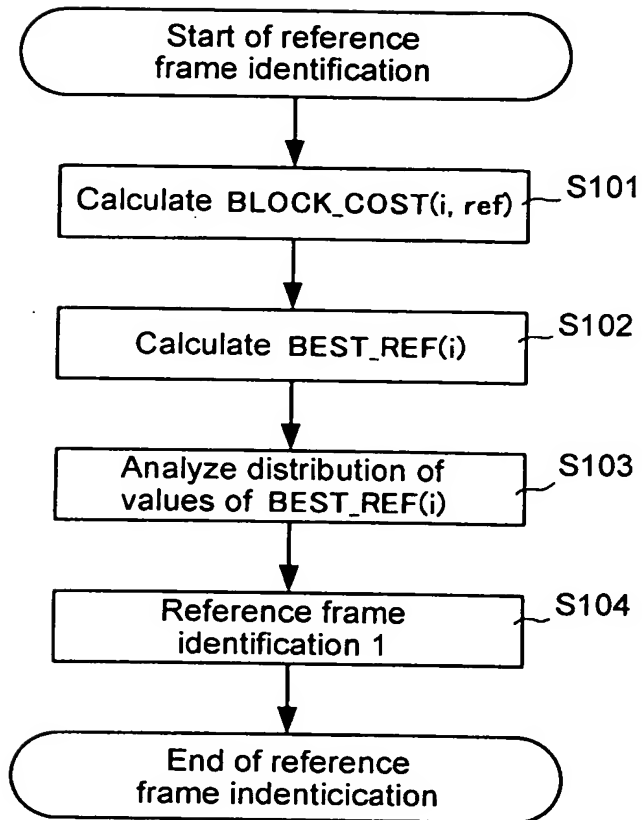 Start of reference
frame identification
Calculate BLOCK_COST(i, ref)
S101
Calculate BEST_REF(i)
S102
Analyze distribution of
values of BEST_REF(i)
S103
Reference frame
identification 1
S104
End of reference
frame indenticication